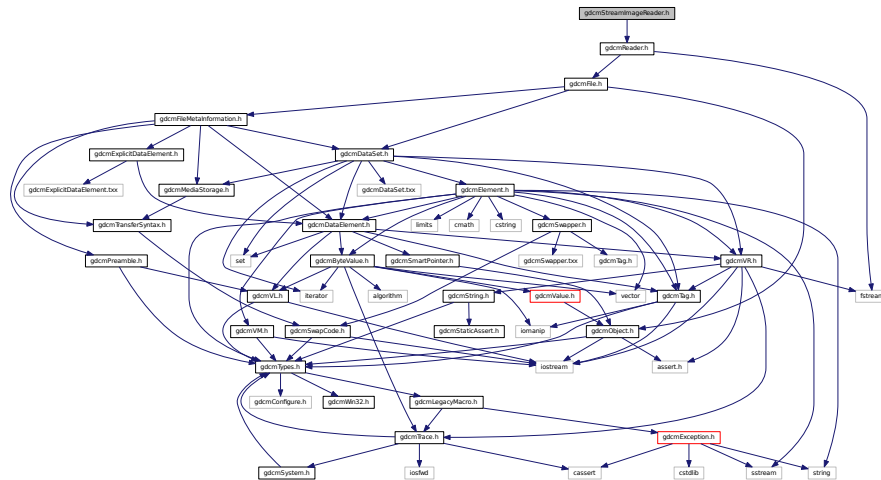 gdcmStreamImageReader.h
gdcmReader.h
gdcmFile.h
gdcmFileMetaInformation.h
gdcmExplicitDataElement.h
gdcmDataSet.h
gdcmExplicitDataElement.txx
gdcmMediaStorage.h
gdcmDataSet.txx
gdcmElement.h
gdcmTransferSyntax.h
gdcmDataElement.h
limits
cmath
cstring
gdcmSwapper.h
gdcmPreamble.h
set
gdcmByteValue.h
gdcmSmartPointer.h
gdcmSwapper.txx
gdcmTag.h
gdcmVR.h
gdcmVL.h
iterator
algorithm
gdcmString.h
gdcmValue.h
vector
gdcmTag.h
fstream
gdcmVM.h
gdcmSwapCode.h
gdcmStaticAssert.h
iomanip
gdcmObject.h
gdcmTypes.h
iostream
assert.h
gdcmConfigure.h
gdcmWin32.h
gdcmLegacyMacro.h
gdcmTrace.h
gdcmException.h
gdcmSystem.h
iosfwd
cassert
cstdlib
sstream
string